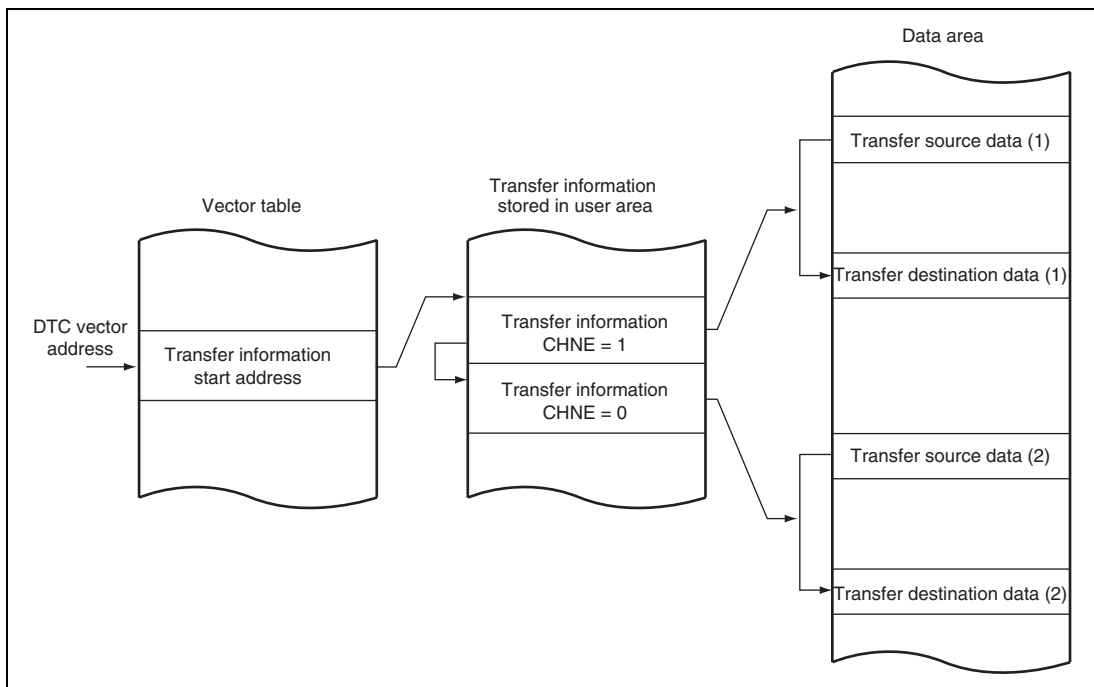 Data area
Transfer source data (1)
Transfer information
stored in user area
Vector table
Transfer destination data (1)
DTC vector
address
Transfer information
start address
Transfer information
CHNE = 1
Transfer information
CHNE = 0
Transfer source data (2)
Transfer destination data (2)